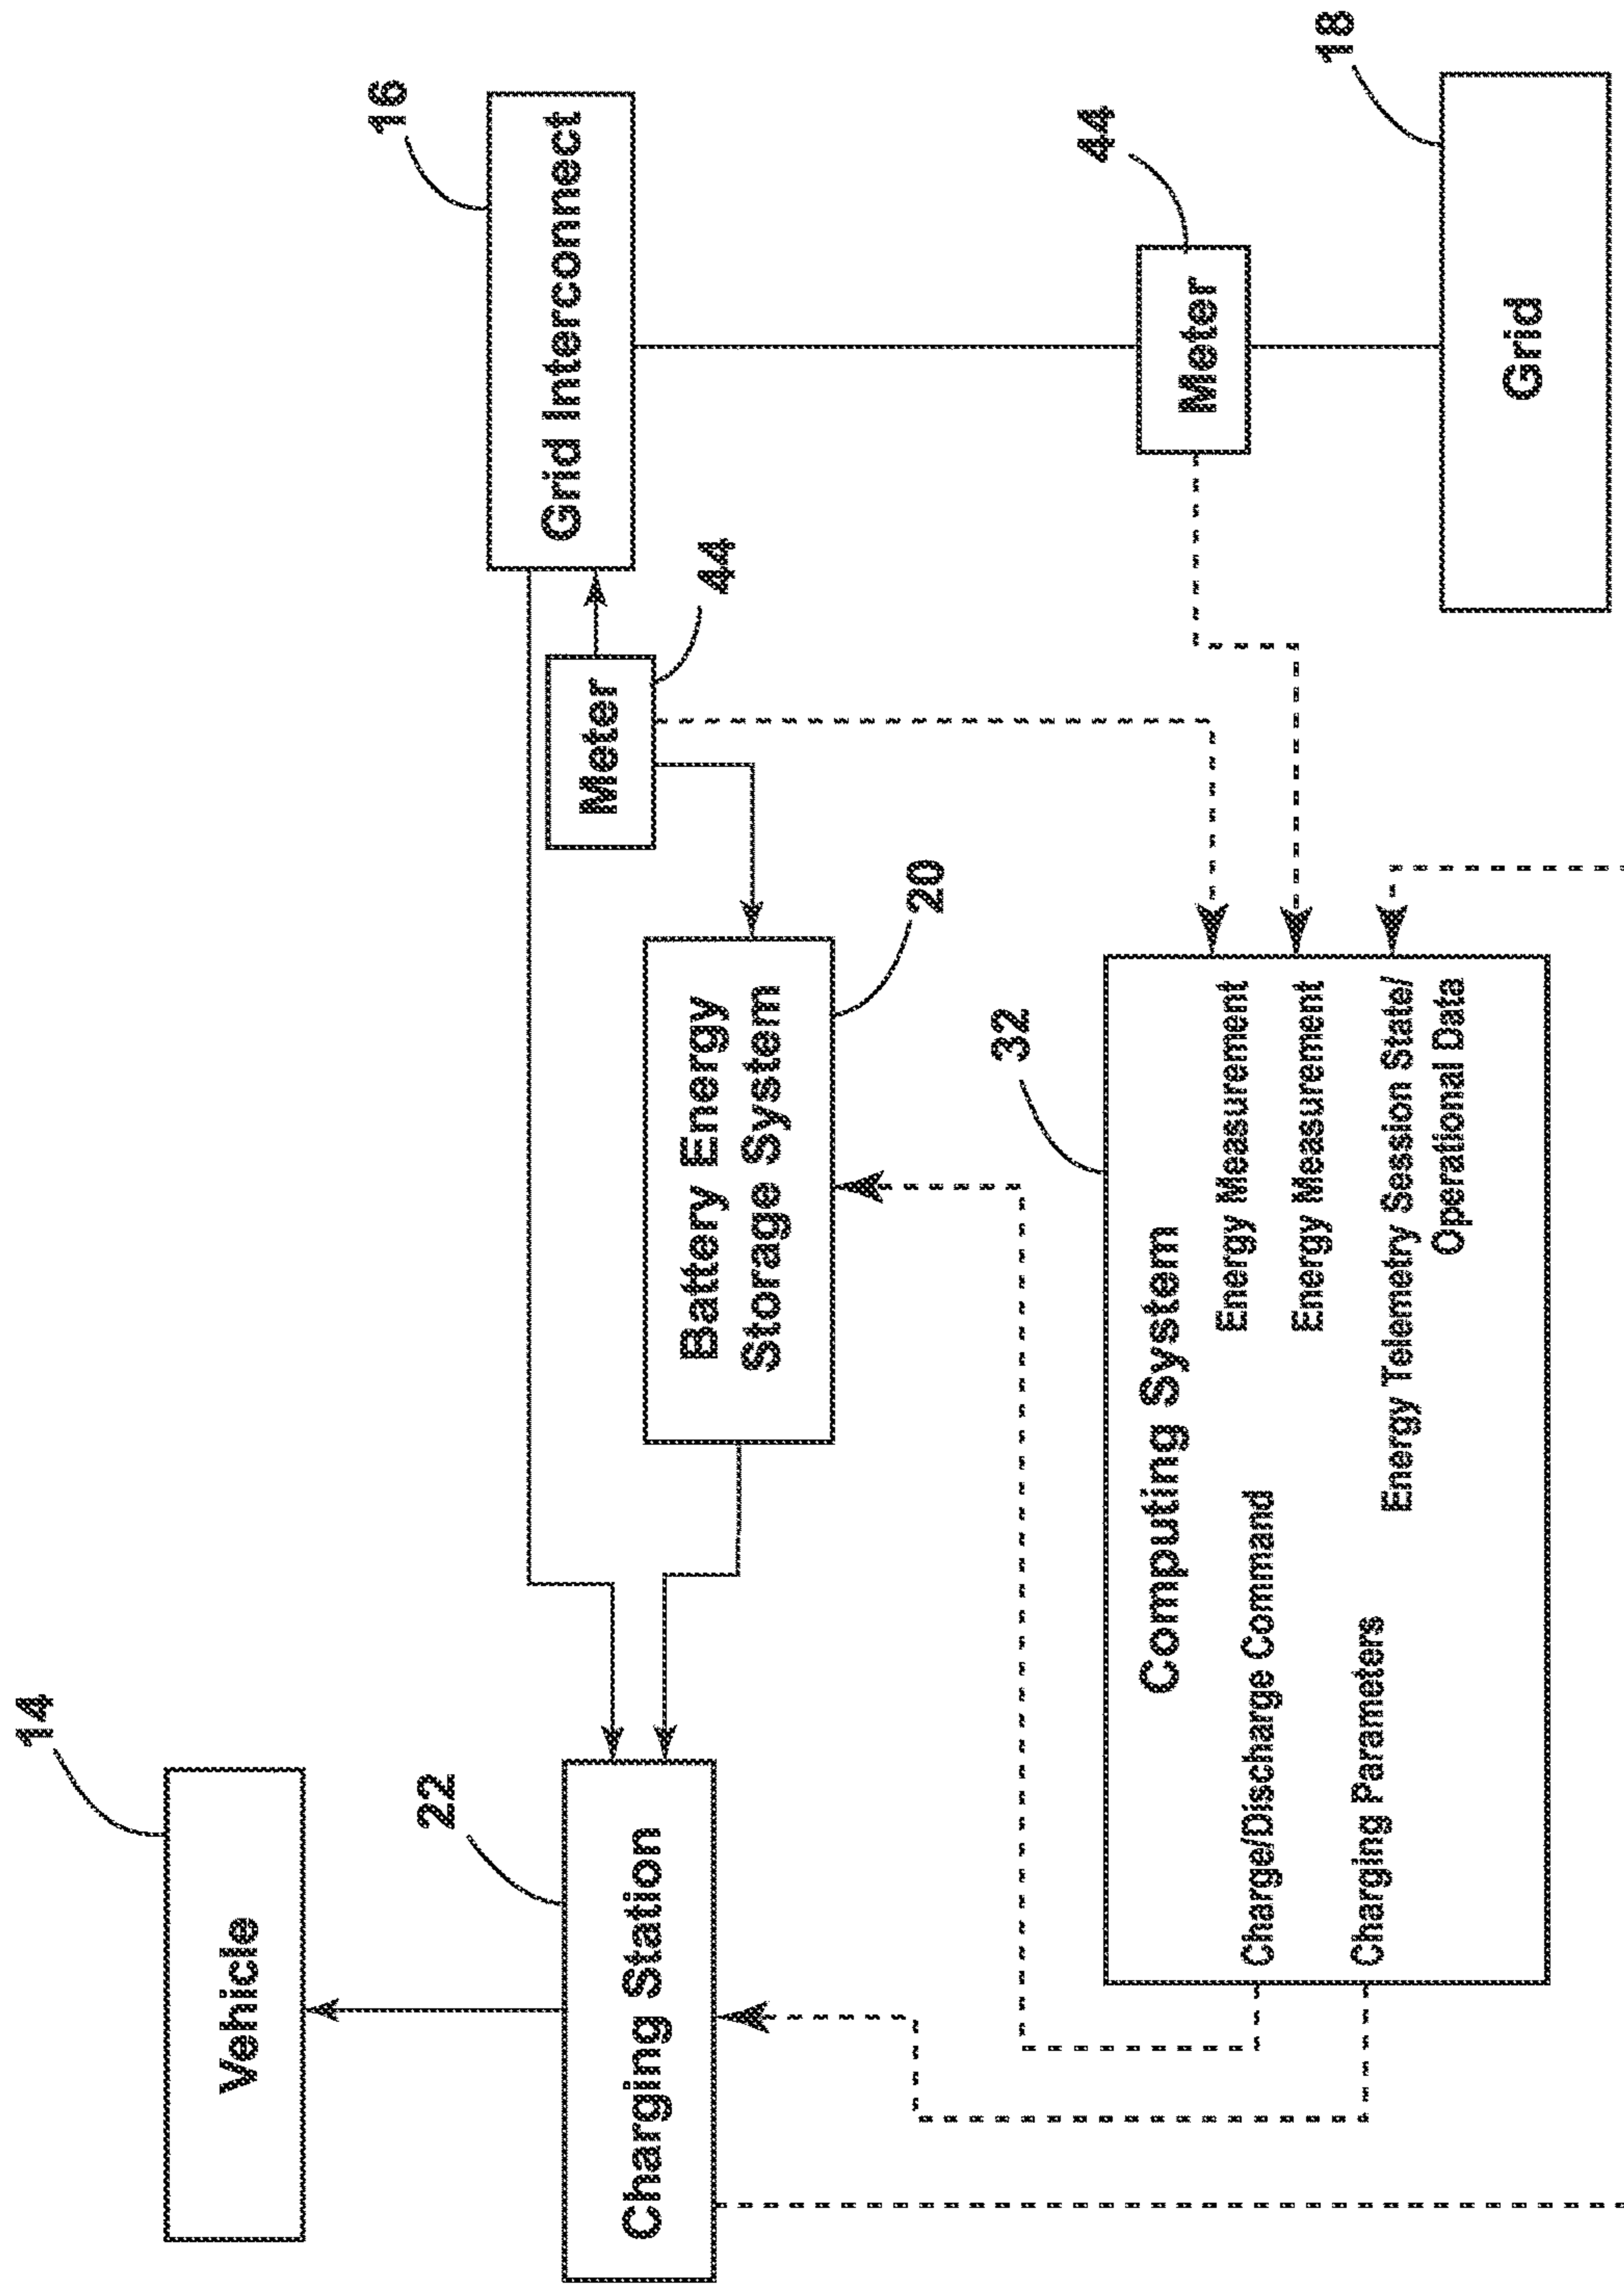 14
Vehicle
22
Charging Station
16
Grid Interconnect
44
Meter
20
Battery Energy
Storage System
32
Computing System
Charge/Discharge Command
Charging Parameters
Energy Measurement
Energy Measurement
Energy Telemetry Session State/
Operational Data
44
Meter
18
Grid